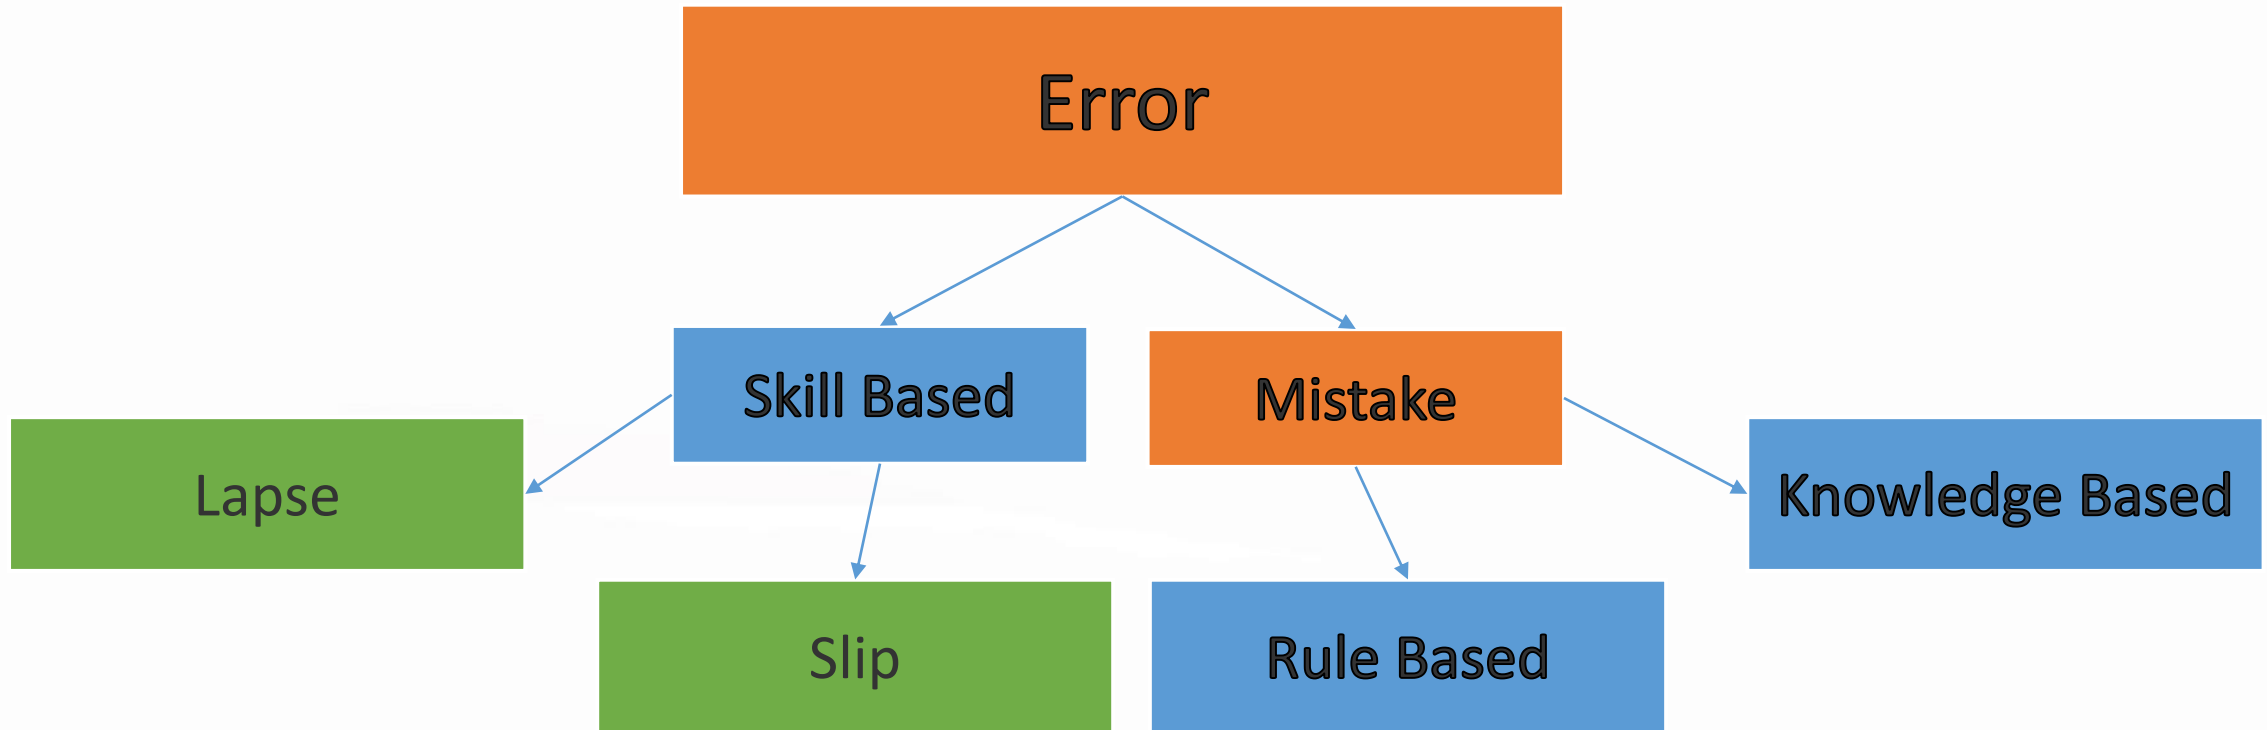 Error
Skill Based
Mistake
Lapse
Knowledge Based
Slip
Rule Based